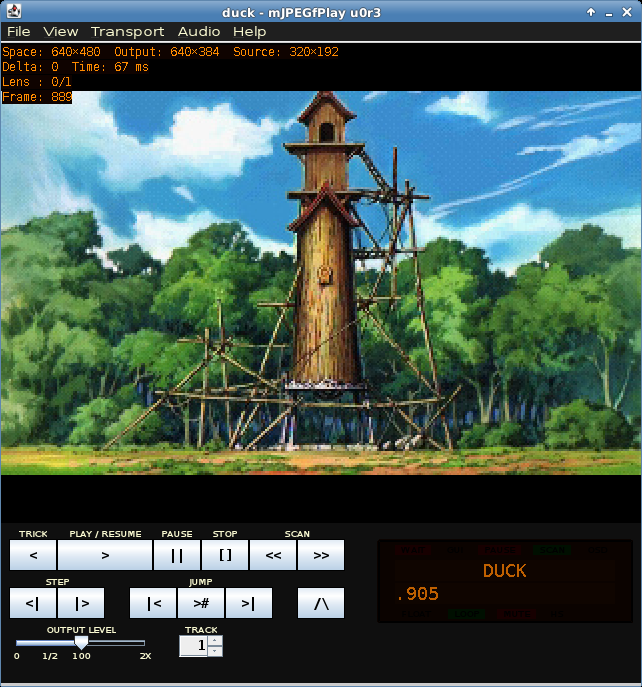 duck - mJPEGfPlay u0r3
File View Transport Audio Help
Space: 640×480 Output: 640×384 Source: 320×192
Delta: 0 Time: 67 ms
Lens : 0/1
Frame: 889
TRICK PLAY / RESUME PAUSE STOP SCAN
< > || [] << >>
STEP JUMP
<| |> |< ># >| /\
OUTPUT LEVEL TRACK
1
0 1/2 100 2X
DUCK
.905